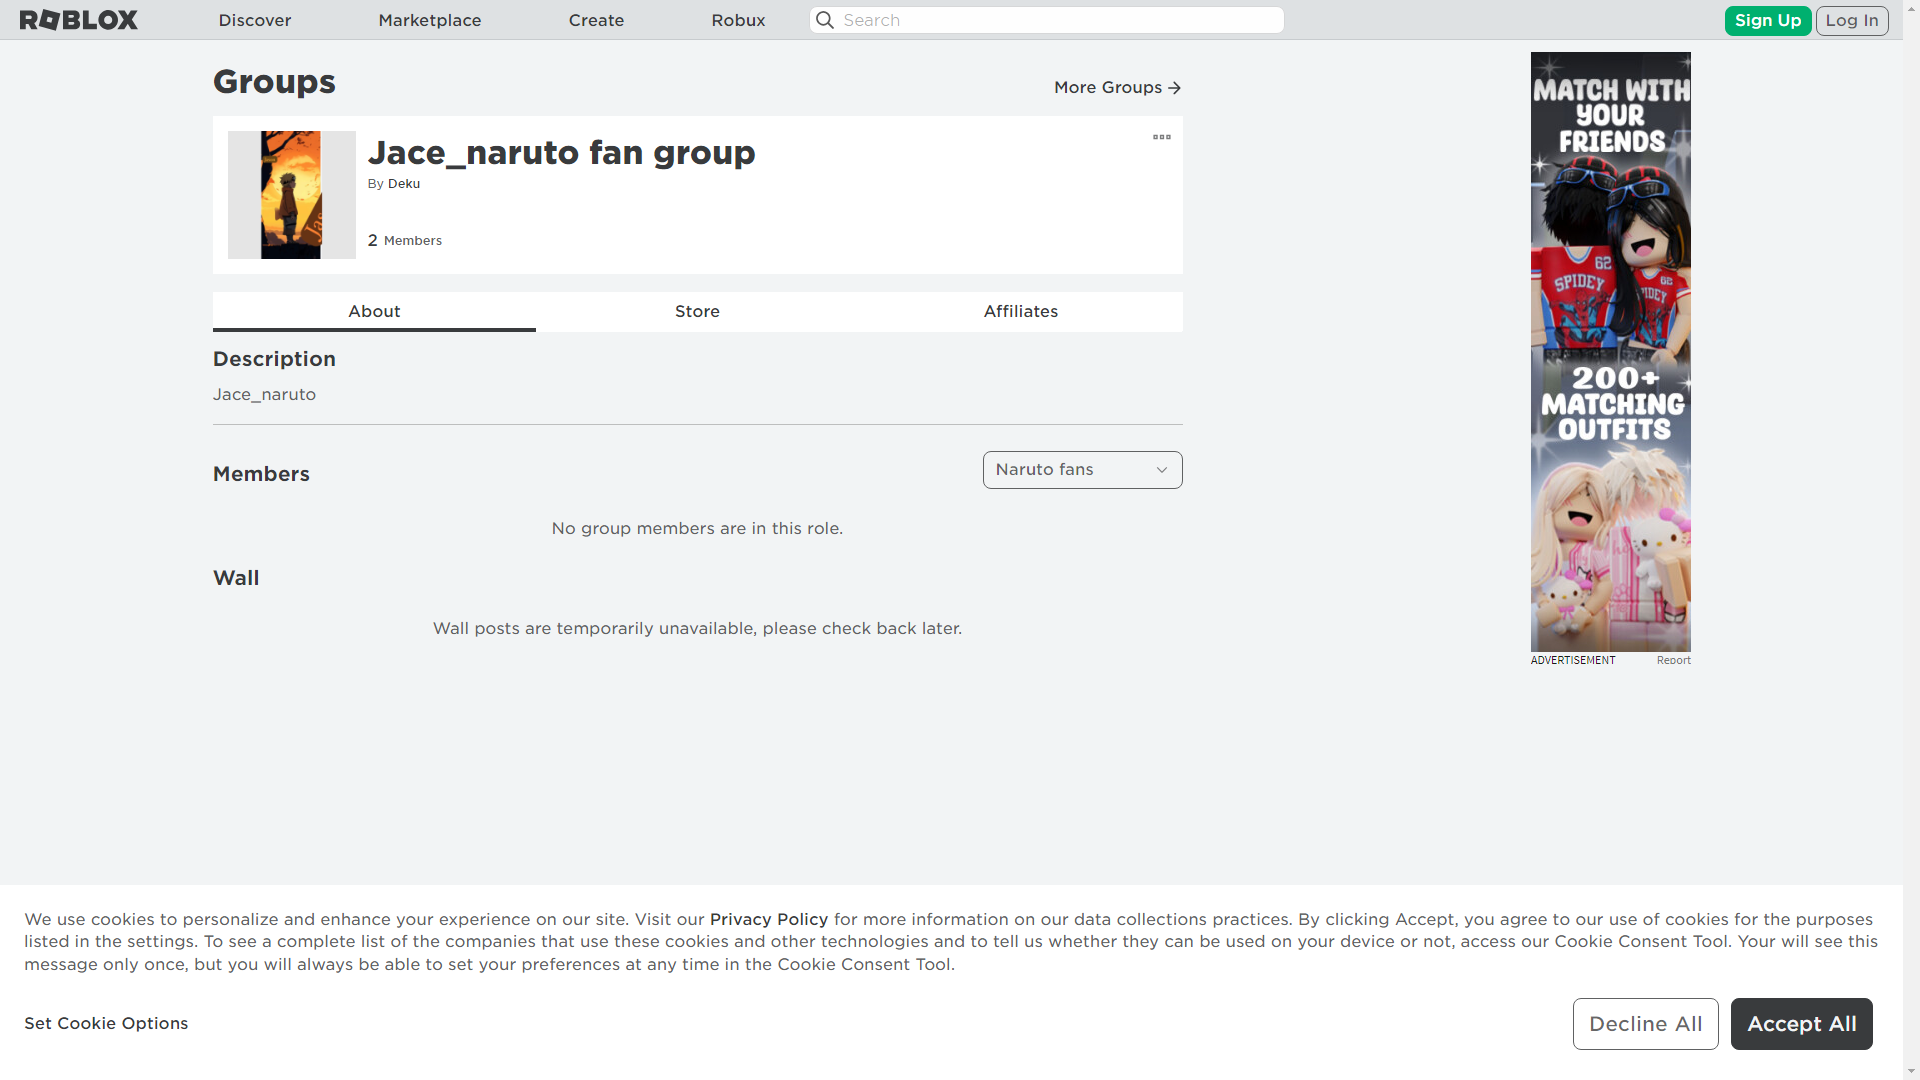 ROBLOX
Discover
Marketplace
Create
Robux
Search
Sign Up
Log In
Groups
More Groups
Jace_naruto fan group
By Deku
2 Members
About
Store
Affiliates
Description
Jace_naruto
Members
Naruto fans
No group members are in this role.
Wall
Wall posts are temporarily unavailable, please check back later.
MATCH WITH
YOUR
FRIENDS
62
SPIDEY
62
200+
MATCHING
OUTFITS
ADVERTISEMENT
Report
We use cookies to personalize and enhance your experience on our site. Visit our Privacy Policy for more information on our data collections practices. By clicking Accept, you agree to our use of cookies for the purposes
listed in the settings. To see a complete list of the companies that use these cookies and other technologies and to tell us whether they can be used on your device or not, access our Cookie Consent Tool. Your will see this
message only once, but you will always be able to set your preferences at any time in the Cookie Consent Tool.
Set Cookie Options
Decline All
Accept All